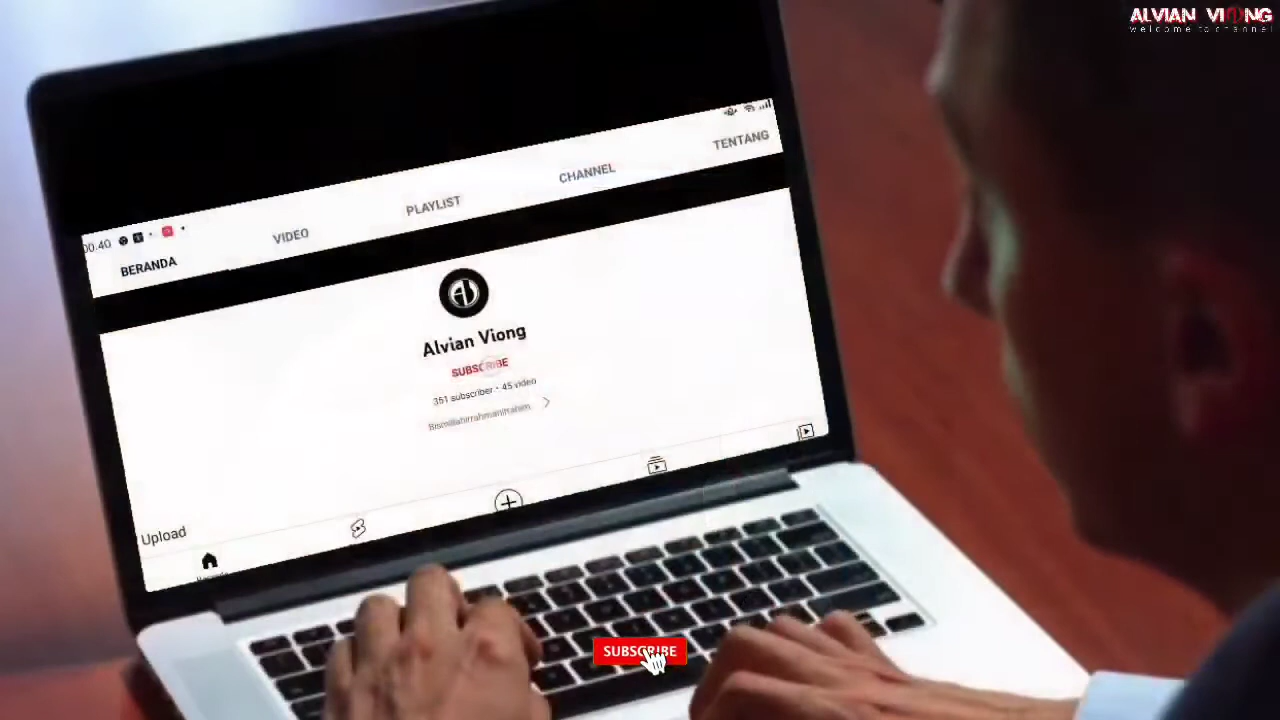 ALVIAN VIONG
welcome to channel
00.40
BERANDA
VIDEO
PLAYLIST
CHANNEL
TENTANG
Alvian Viong
SUBSCRIBE
351 subscriber • 45 video
Bismillahirrahmanirrahim
Upload
SUBSCRIBE